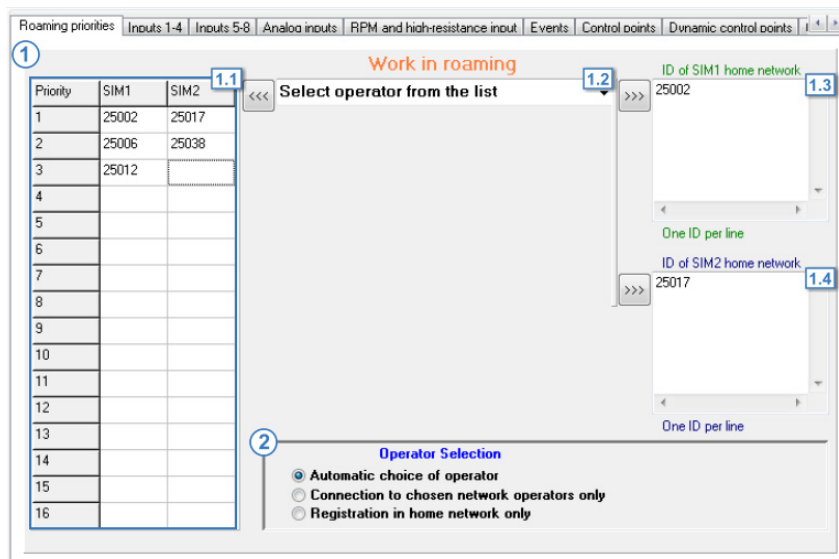 Roaming priorities Inputs 1-4 Inputs 5-8 Analog inputs RPM and high-resistance input Events Control points Dynamic control points
1
Work in roaming
1.1
<<< Select operator from the list
1.2
>>>
ID of SIM1 home network
1.3
25002
One ID per line
Priority SIM1 SIM2
1 25002 25017
2 25006 25038
3 25012
4
5
6
7
8
9
10
11
12
13
14
15
16
ID of SIM2 home network
>>>
1.4
25017
One ID per line
2
Operator Selection
Automatic choice of operator
Connection to chosen network operators only
Registration in home network only